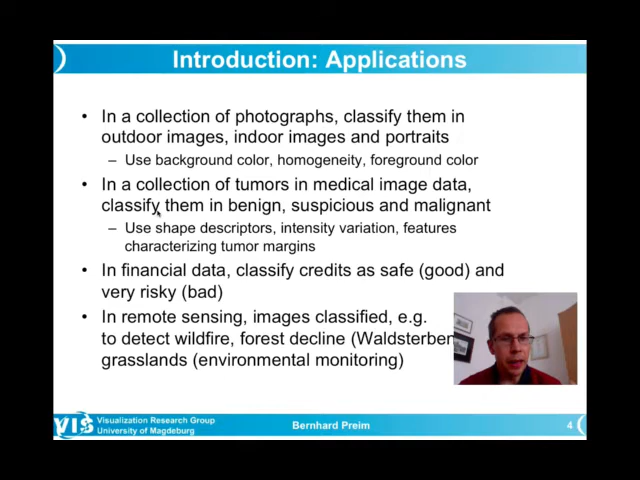 Introduction: Applications
• In a collection of photographs, classify them in
outdoor images, indoor images and portraits
– Use background color, homogeneity, foreground color
• In a collection of tumors in medical image data,
classify them in benign, suspicious and malignant
– Use shape descriptors, intensity variation, features
characterizing tumor margins
• In financial data, classify credits as safe (good) and
very risky (bad)
• In remote sensing, images classified, e.g.
to detect wildfire, forest decline (Waldsterben
grasslands (environmental monitoring)
VIS
Visualization Research Group
University of Magdeburg
Bernhard Preim
4